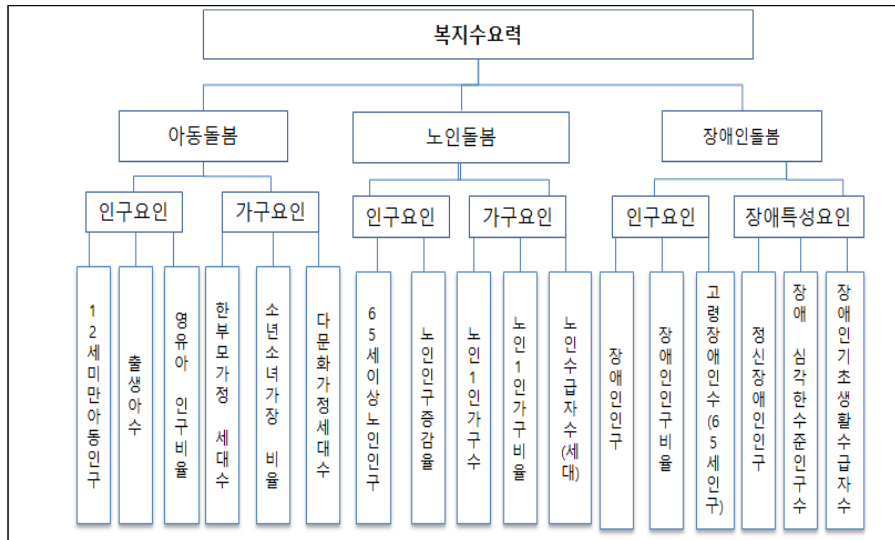 복지수요력
아동돌봄
노인돌봄
장애인돌봄
인구요인
가구요인
인구요인
가구요인
인구요인
장애특성요인
12세미만아동인구
출생아수
영유아 인구비율
한부모가정 세대수
소년소녀가장 비율
다문화가정세대수
65세이상노인인구
노인인구증감율
노인1인가구수
노인1인가구비율
노인수급자수(세대)
장애인인구
장애인인구비율
고령장애인수(65세인구)
정신장애인인구
장애 심각한수준인구수
장애인기초생활수급자수